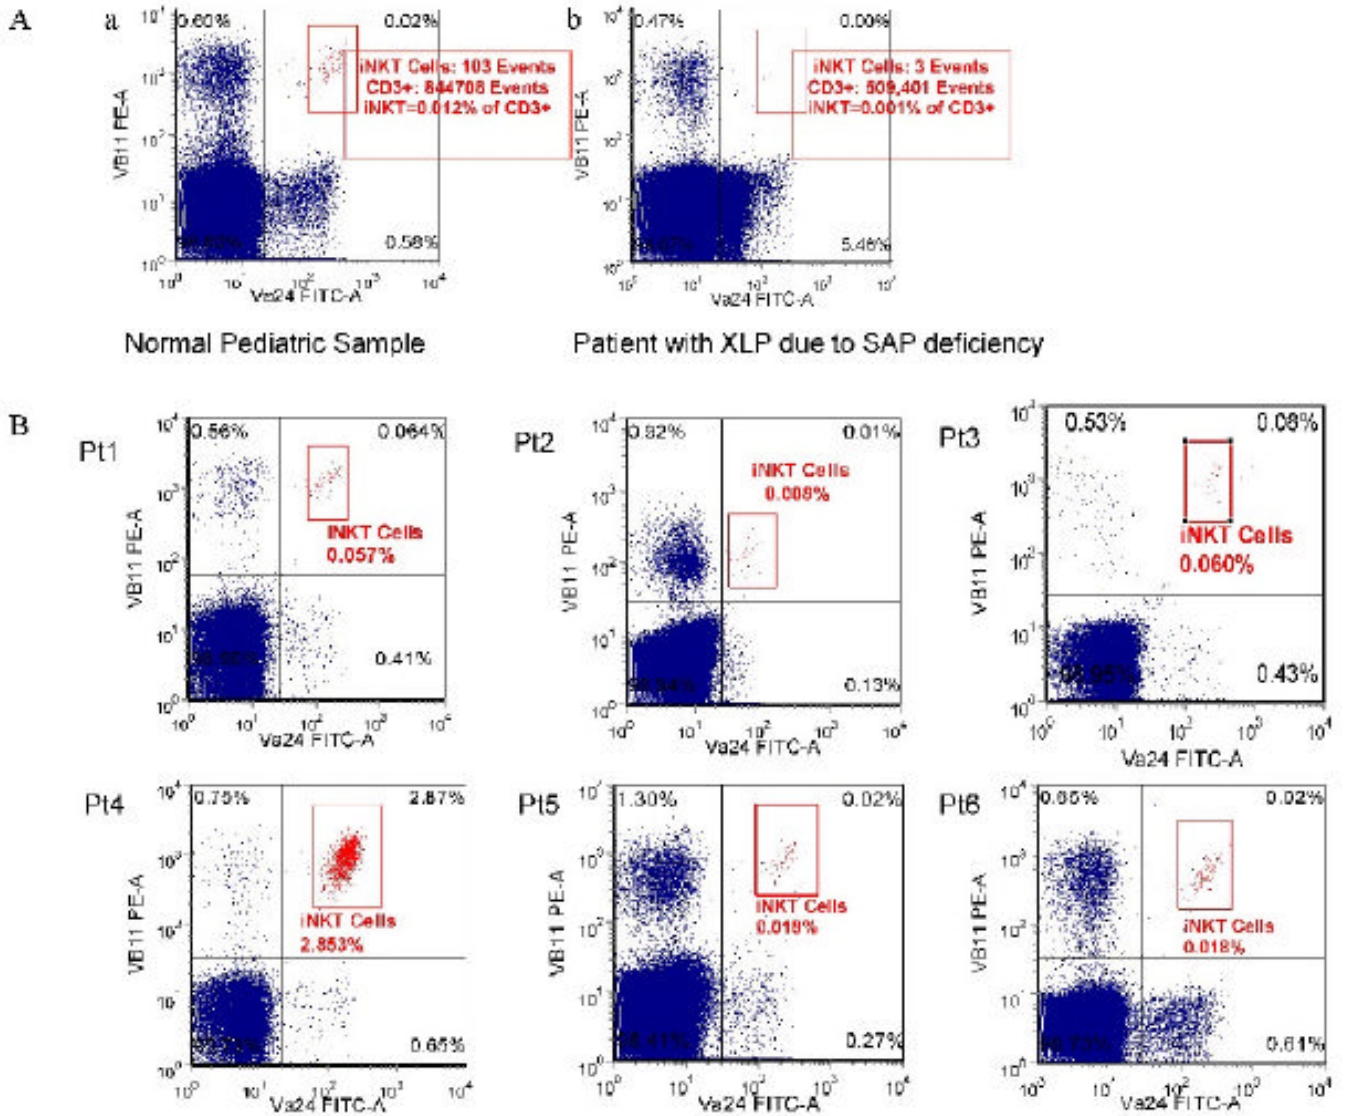 A
a
0.60%
0.02%
iNKT Cells: 103 Events
CD3+: 844708 Events
iNKT=0.012% of CD3+
0.58%
VB11 PE-A
Va24 FITC-A
Normal Pediatric Sample
b
0.47%
0.00%
iNKT Cells: 3 Events
CD3+: 509,401 Events
iNKT=0.001% of CD3+
5.46%
VB11 PE-A
Va24 FITC-A
Patient with XLP due to SAP deficiency
B
Pt1
0.56%
0.064%
iNKT Cells
0.057%
0.41%
VB11 PE-A
Va24 FITC-A
Pt2
0.82%
0.01%
iNKT Cells
0.008%
0.13%
VB11 PE-A
Va24 FITC-A
Pt3
0.53%
0.08%
iNKT Cells
0.060%
0.43%
VB11 PE-A
Va24 FITC-A
Pt4
0.75%
2.87%
iNKT Cells
2.853%
0.65%
VB11 PE-A
Va24 FITC-A
Pt5
1.30%
0.02%
iNKT Cells
0.019%
0.27%
VB11 PE-A
Va24 FITC-A
Pt6
0.65%
0.02%
iNKT Cells
0.018%
0.61%
VB11 PE-A
Va24 FITC-A